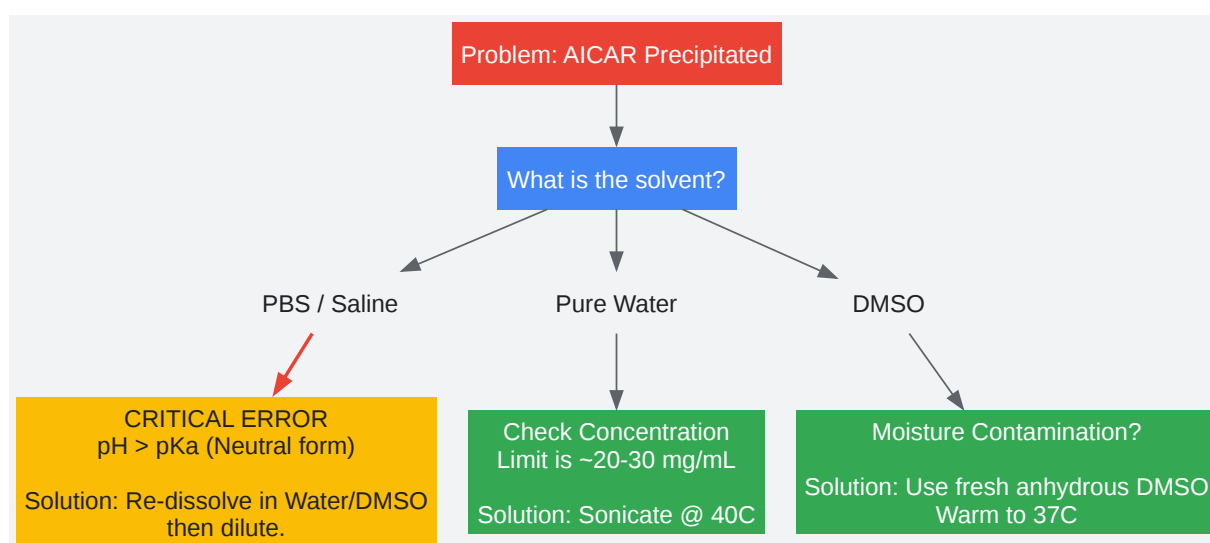 Problem: AICAR Precipitated
What is the solvent?
PBS / Saline
Pure Water
DMSO
CRITICAL ERROR
pH > pKa (Neutral form)
Solution: Re-dissolve in Water/DMSO
then dilute.
Check Concentration
Limit is ~20-30 mg/mL
Solution: Sonicate @ 40C
Moisture Contamination?
Solution: Use fresh anhydrous DMSO
Warm to 37C